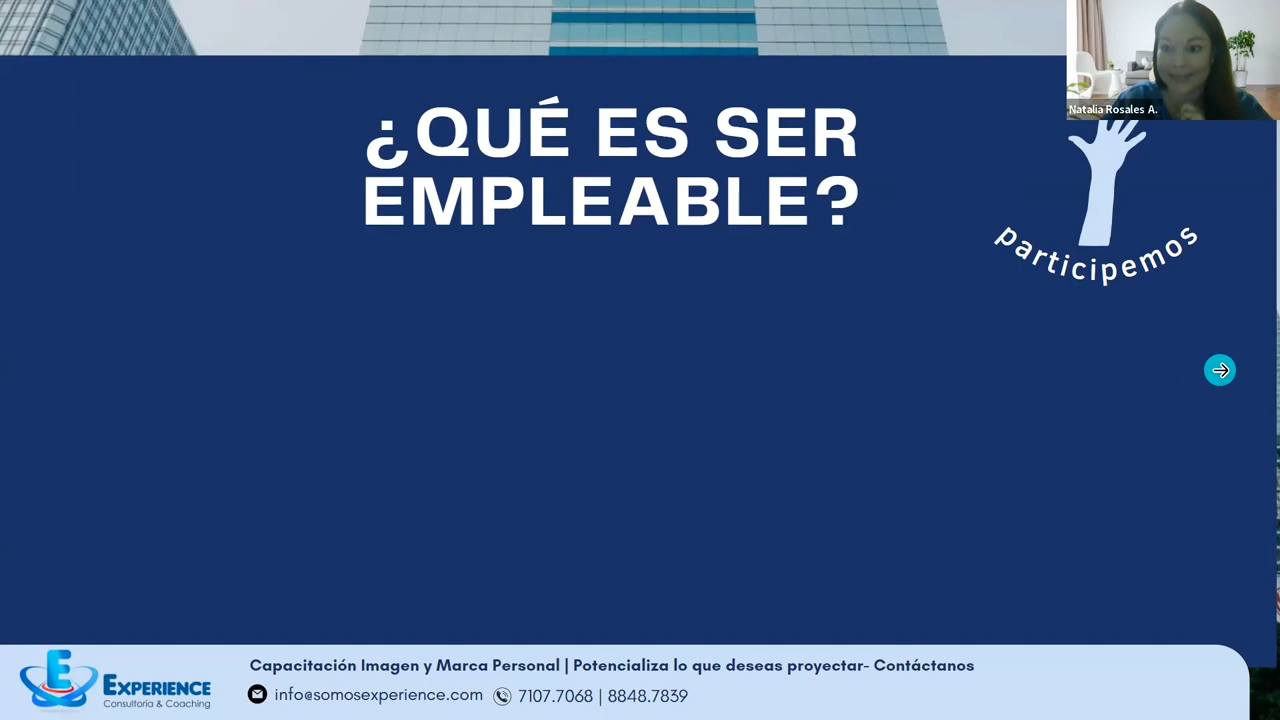 ¿QUÉ ES SER
EMPLEABLE?
Natalia Rosales A.
participemos
E
EXPERIENCE
Consultoría & Coaching
Capacitación Imagen y Marca Personal | Potencializa lo que deseas proyectar- Contáctanos
info@somosexperience.com
7107.7068 | 8848.7839